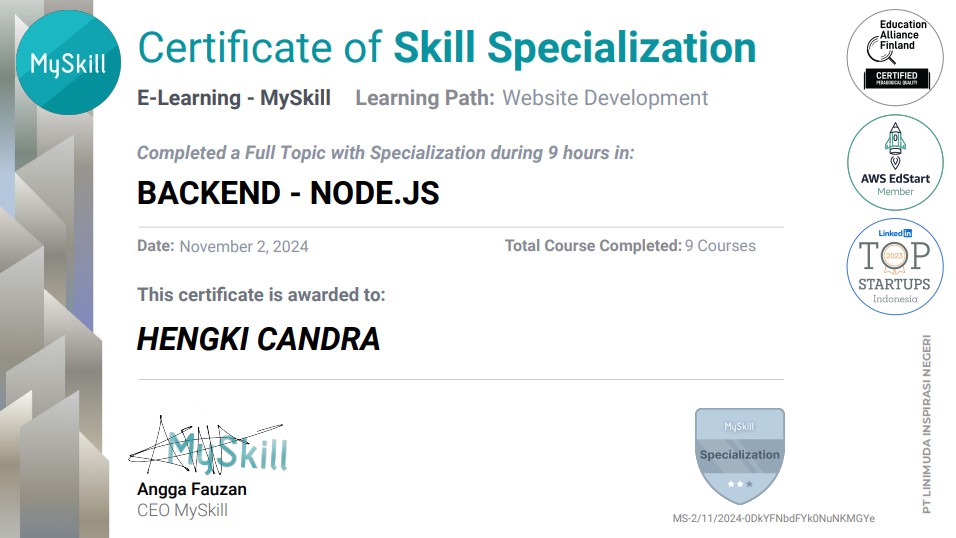 MySkill
Certificate of Skill Specialization
E-Learning - MySkill Learning Path: Website Development
Completed a Full Topic with Specialization during 9 hours in:
BACKEND - NODE.JS
Date: November 2, 2024 Total Course Completed: 9 Courses
This certificate is awarded to:
HENGKI CANDRA
MySkill
Angga Fauzan
CEO MySkill
MySkill
Specialization
MS-2/11/2024-0DkYFNbdFYk0NuNKMGYe
Education
Alliance
Finland
CERTIFIED
PEDAGOGICAL QUALITY
AWS EdStart
Member
LinkedIn
2023
TOP
STARTUPS
Indonesia
PT LINIMUDA INSPIRASI NEGERI